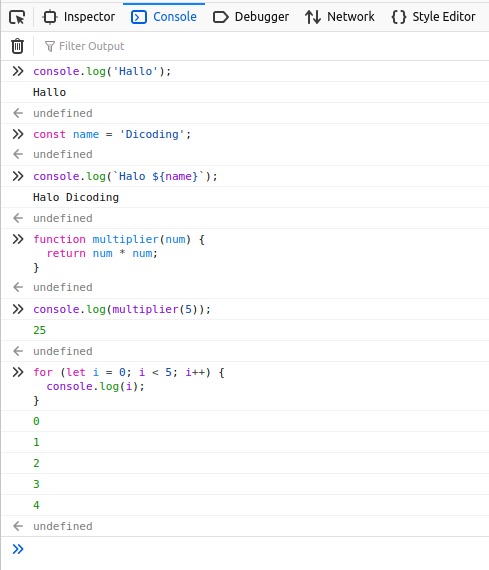 Inspector Console Debugger Network {} Style Editor
Filter Output
console.log('Hallo');
Hallo
undefined
const name = 'Dicoding';
undefined
console.log(`Halo ${name}`);
Halo Dicoding
undefined
function multiplier(num) {
  return num * num;
}
undefined
console.log(multiplier(5));
25
undefined
for (let i = 0; i < 5; i++) {
  console.log(i);
}
0
1
2
3
4
undefined